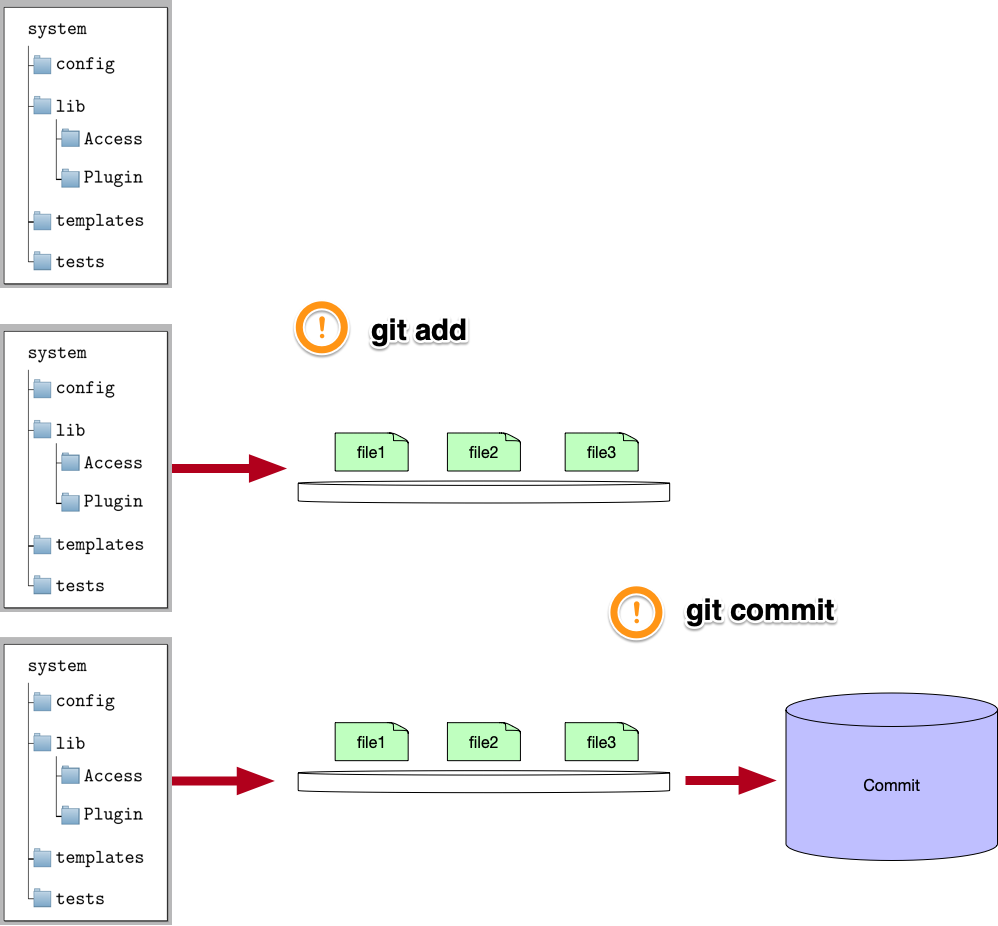 system
config
lib
Access
Plugin
templates
tests
! git add
system
config
lib
Access
Plugin
templates
tests
file1 file2 file3
! git commit
system
config
lib
Access
Plugin
templates
tests
file1 file2 file3
Commit